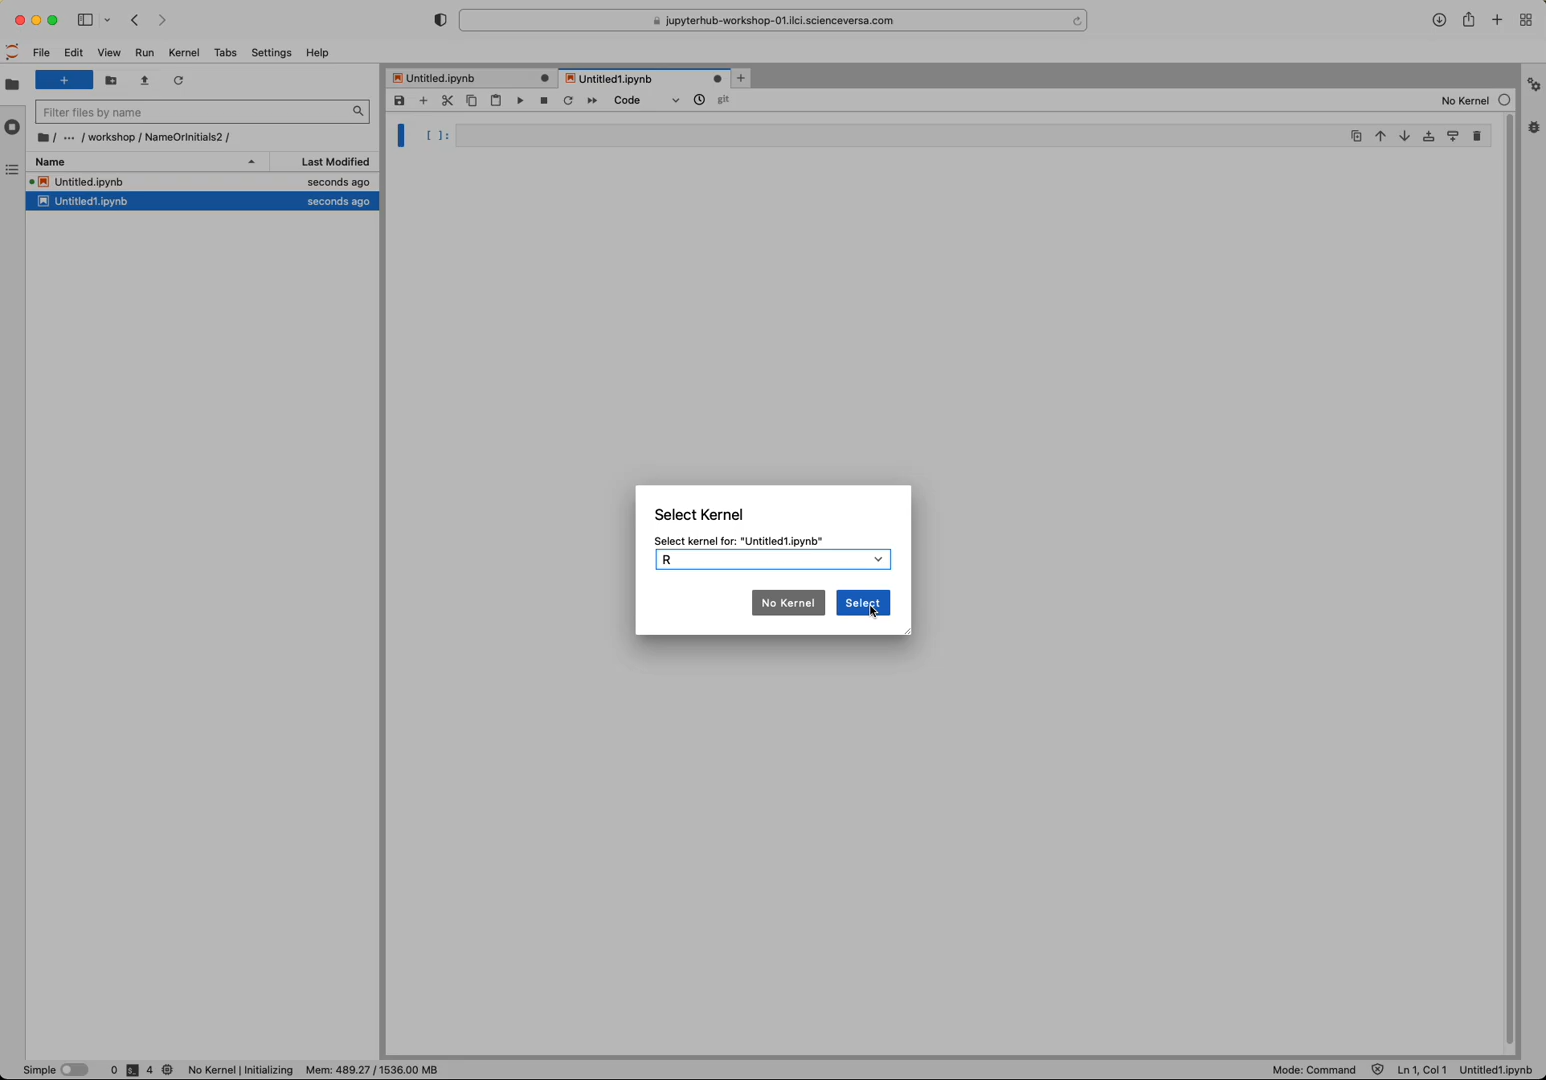 jupyterhub-workshop-01.ilci.scienceversa.com
File Edit View Run Kernel Tabs Settings Help
+
Filter files by name
/ ... / workshop / NameOrInitials2 /
Name Last Modified
Untitled.ipynb seconds ago
Untitled1.ipynb seconds ago
Untitled.ipynb Untitled1.ipynb +
Code git No Kernel
[ ]:
Select Kernel
Select kernel for: "Untitled1.ipynb"
R
No Kernel Select
Simple 0 4 No Kernel | Initializing Mem: 489.27 / 1536.00 MB Mode: Command Ln 1, Col 1 Untitled1.ipynb